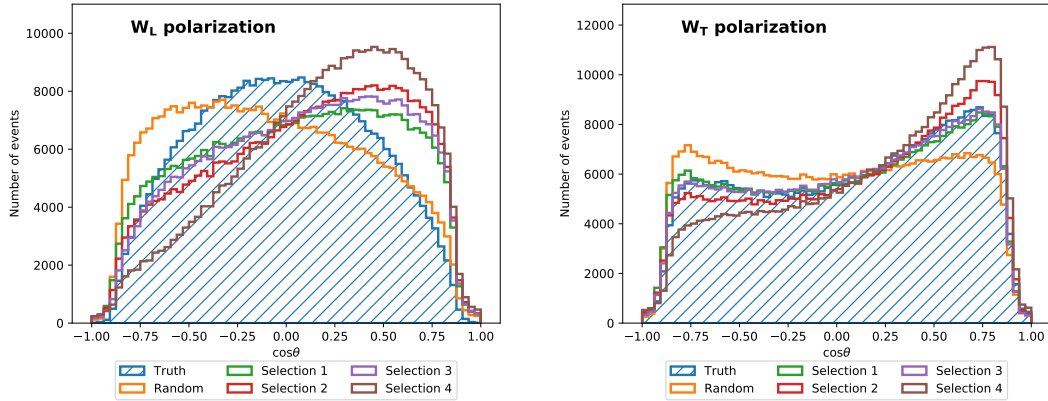 W_L polarization
10000
8000
6000
4000
2000
0
Number of events
−1.00 −0.75 −0.50 −0.25 0.00 0.25 0.50 0.75 1.00
cosθ
Truth Selection 1 Selection 3
Random Selection 2 Selection 4
W_T polarization
12000
10000
8000
6000
4000
2000
0
Number of events
−1.00 −0.75 −0.50 −0.25 0.00 0.25 0.50 0.75 1.00
cosθ
Truth Selection 1 Selection 3
Random Selection 2 Selection 4